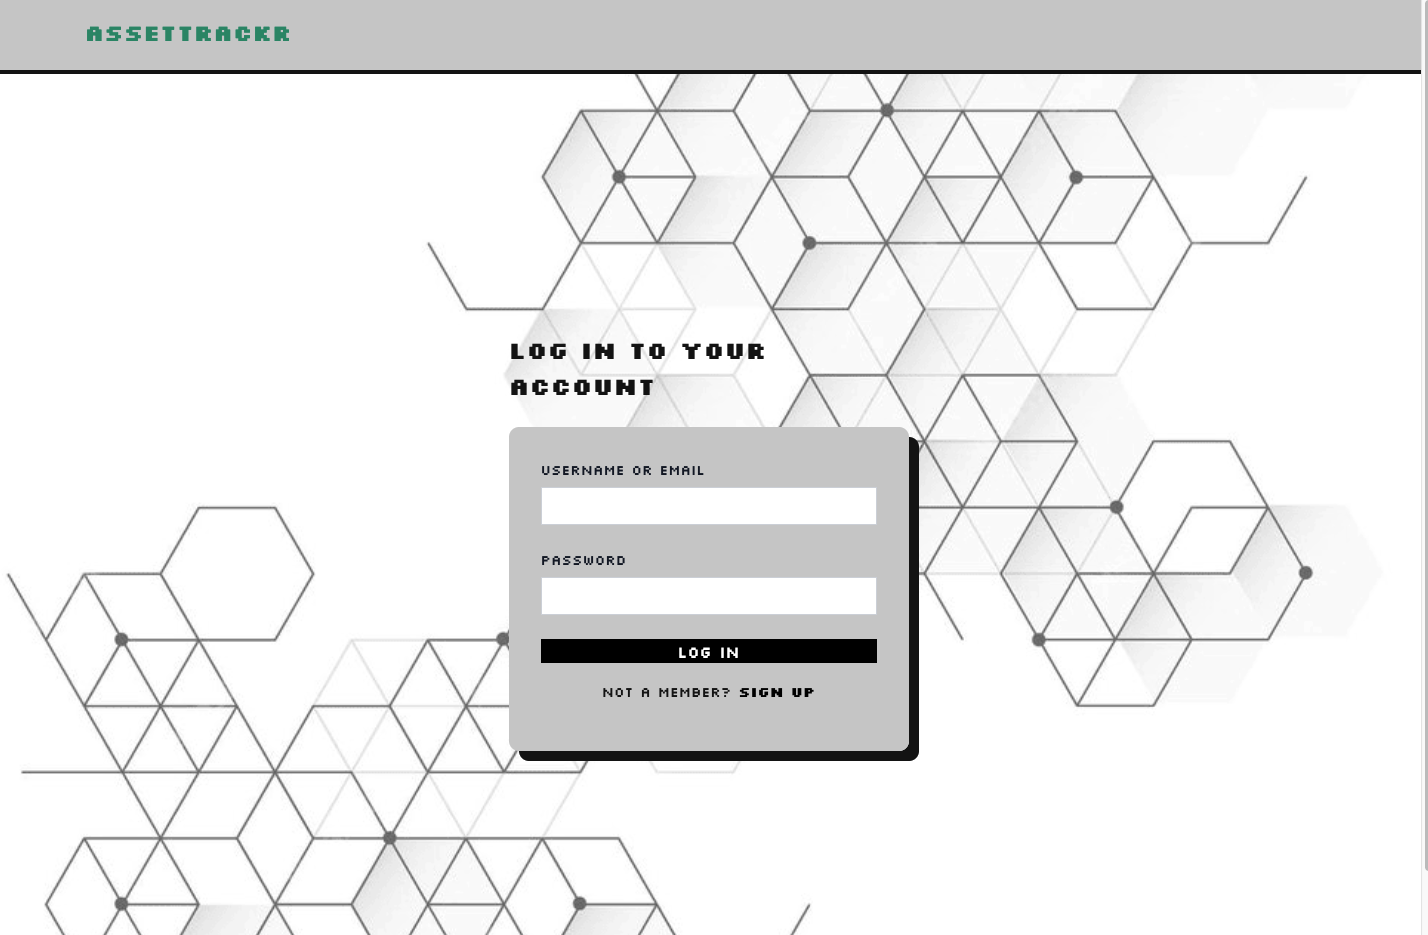 ASSETTRACKR
LOG IN TO YOUR
ACCOUNT
USERNAME OR EMAIL
PASSWORD
LOG IN
NOT A MEMBER? SIGN UP